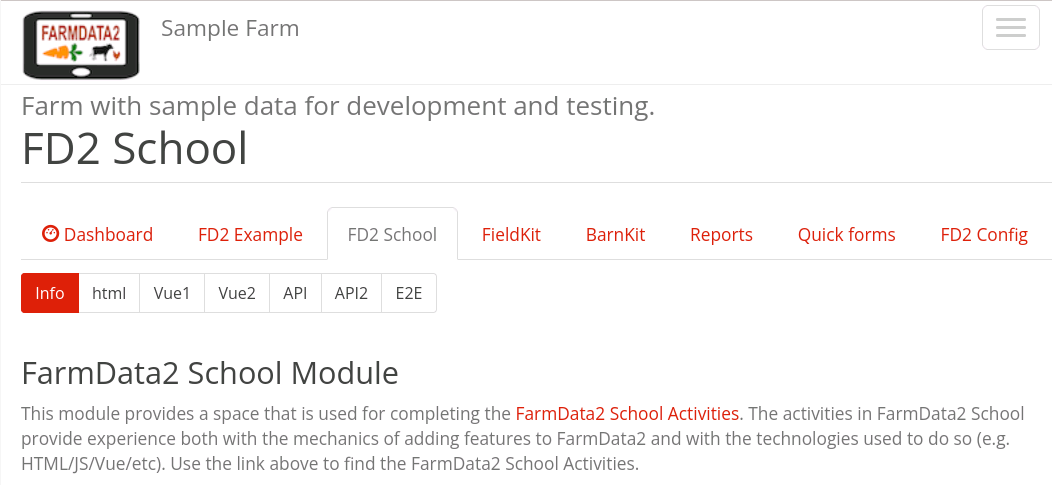 FARMDATA2
Sample Farm
Farm with sample data for development and testing.
FD2 School
Dashboard FD2 Example FD2 School FieldKit BarnKit Reports Quick forms FD2 Config
Info html Vue1 Vue2 API API2 E2E
FarmData2 School Module
This module provides a space that is used for completing the FarmData2 School Activities. The activities in FarmData2 School
provide experience both with the mechanics of adding features to FarmData2 and with the technologies used to do so (e.g.
HTML/JS/Vue/etc). Use the link above to find the FarmData2 School Activities.